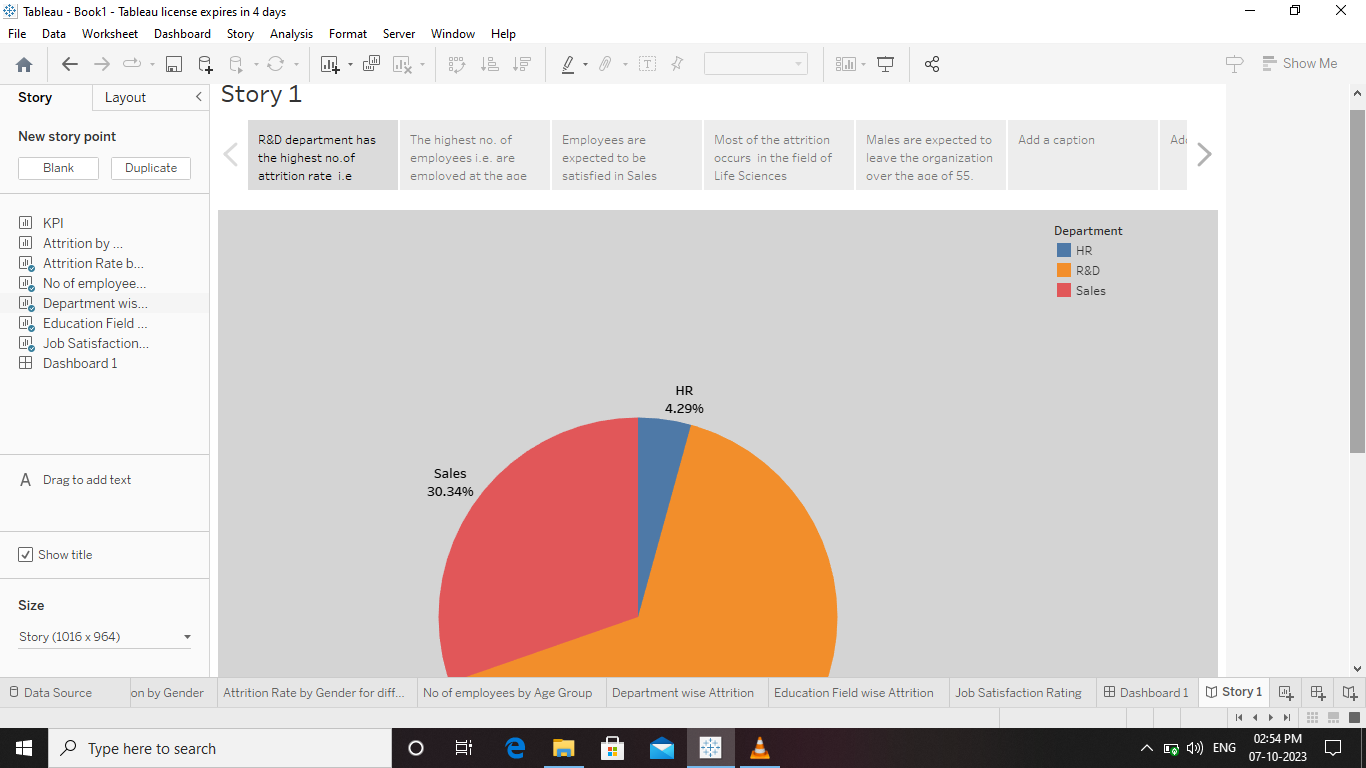 Tableau - Book1 - Tableau license expires in 4 days
File Data Worksheet Dashboard Story Analysis Format Server Window Help
Show Me
Story Layout
New story point
Blank Duplicate
KPI
Attrition by ...
Attrition Rate b...
No of employee...
Department wis...
Education Field ...
Job Satisfaction...
Dashboard 1
A Drag to add text
Show title
Size
Story (1016 x 964)
Story 1
R&D department has
the highest no.of
attrition rate i.e
The highest no. of
employees i.e. are
employed at the age
Employees are
expected to be
satisfied in Sales
Most of the attrition
occurs in the field of
Life Sciences
Males are expected to
leave the organization
over the age of 55.
Add a caption
Department
HR
R&D
Sales
HR
4.29%
Sales
30.34%
Data Source on by Gender Attrition Rate by Gender for diff... No of employees by Age Group Department wise Attrition Education Field wise Attrition Job Satisfaction Rating Dashboard 1 Story 1
Type here to search
ENG
02:54 PM
07-10-2023